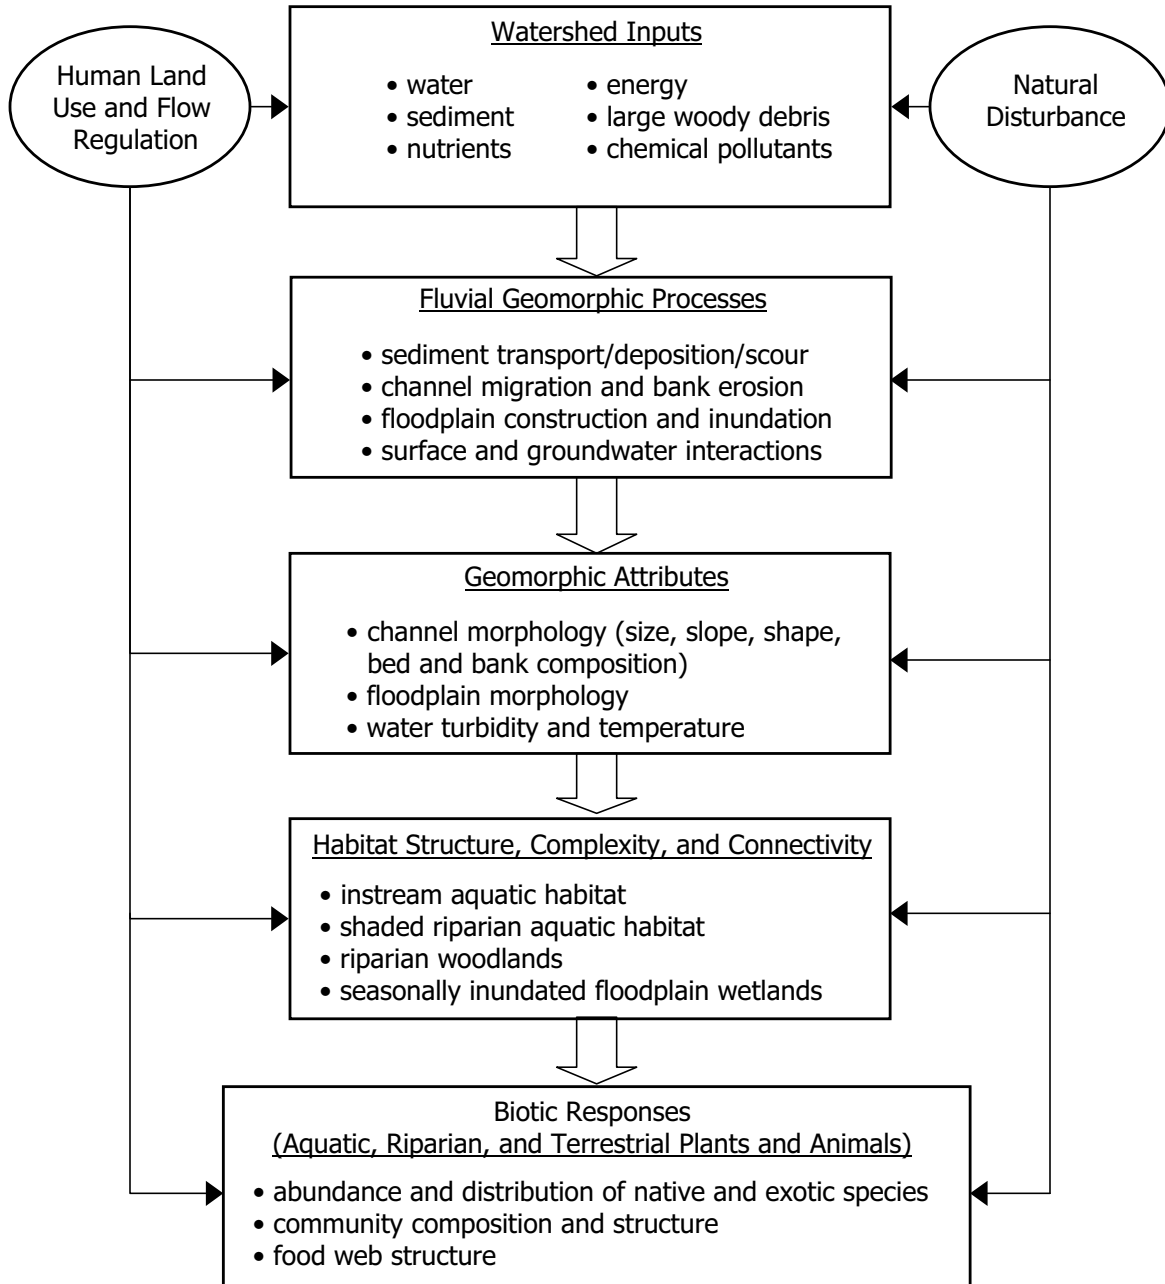 Human Land
Use and Flow
Regulation
Watershed Inputs
• water
• sediment
• nutrients
• energy
• large woody debris
• chemical pollutants
Natural
Disturbance
Fluvial Geomorphic Processes
• sediment transport/deposition/scour
• channel migration and bank erosion
• floodplain construction and inundation
• surface and groundwater interactions
Geomorphic Attributes
• channel morphology (size, slope, shape,
bed and bank composition)
• floodplain morphology
• water turbidity and temperature
Habitat Structure, Complexity, and Connectivity
• instream aquatic habitat
• shaded riparian aquatic habitat
• riparian woodlands
• seasonally inundated floodplain wetlands
Biotic Responses
(Aquatic, Riparian, and Terrestrial Plants and Animals)
• abundance and distribution of native and exotic species
• community composition and structure
• food web structure